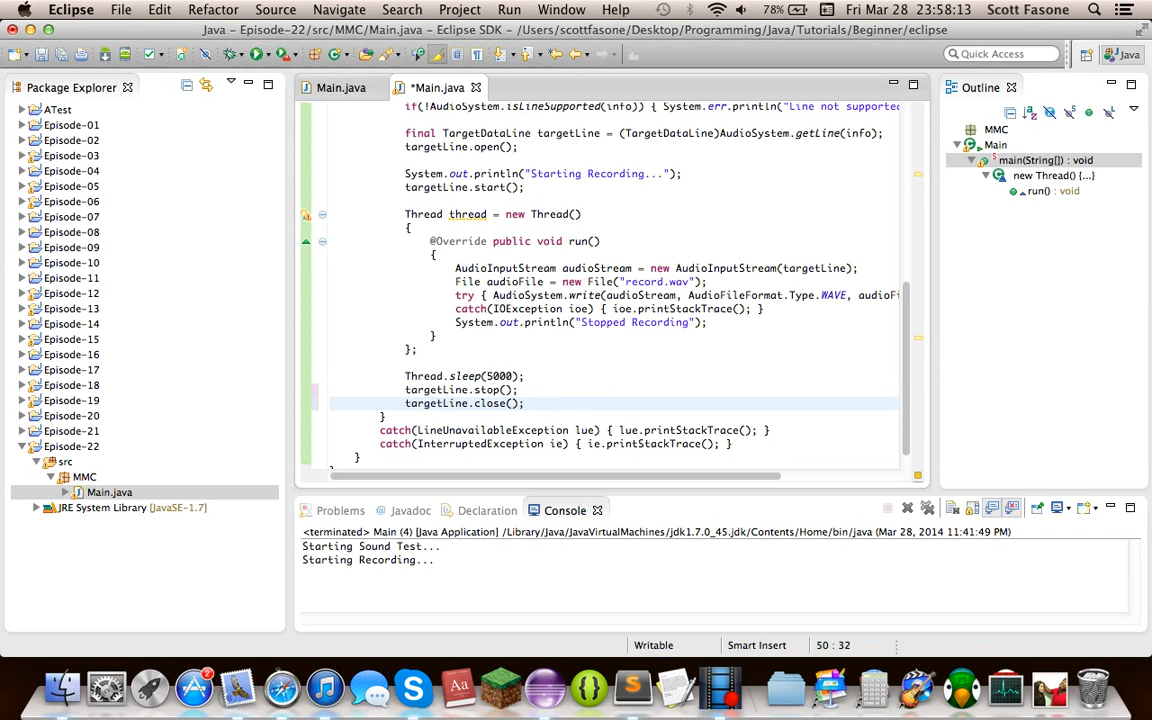 Eclipse File Edit Refactor Source Navigate Search Project Run Window Help 78% Fri Mar 28 23:58:13 Scott Fasone
Java - Episode-22/src/MMC/Main.java - Eclipse SDK - /Users/scottfasone/Desktop/Programming/Java/Tutorials/Beginner/eclipse
Quick Access
Java
Package Explorer
ATest
Episode-01
Episode-02
Episode-03
Episode-04
Episode-05
Episode-06
Episode-07
Episode-08
Episode-09
Episode-10
Episode-11
Episode-12
Episode-13
Episode-14
Episode-15
Episode-16
Episode-17
Episode-18
Episode-19
Episode-20
Episode-21
Episode-22
src
MMC
Main.java
JRE System Library [JavaSE-1.7]
Main.java
*Main.java
if(!AudioSystem.isLineSupported(info)) { System.err.println("Line not supported
final TargetDataLine targetLine = (TargetDataLine)AudioSystem.getLine(info);
targetLine.open();
System.out.println("Starting Recording...");
targetLine.start();
Thread thread = new Thread()
{
@Override public void run()
{
AudioInputStream audioStream = new AudioInputStream(targetLine);
File audioFile = new File("record.wav");
try { AudioSystem.write(audioStream, AudioFileFormat.Type.WAVE, audioFi
catch(IOException ioe) { ioe.printStackTrace(); }
System.out.println("Stopped Recording");
}
};
Thread.sleep(5000);
targetLine.stop();
targetLine.close();
}
catch(LineUnavailableException lue) { lue.printStackTrace(); }
catch(InterruptedException ie) { ie.printStackTrace(); }
}
Outline
MMC
Main
main(String[]) : void
new Thread() {...}
run() : void
Problems
Javadoc
Declaration
Console
<terminated> Main (4) [Java Application] /Library/Java/JavaVirtualMachines/jdk1.7.0_45.jdk/Contents/Home/bin/java (Mar 28, 2014 11:41:49 PM)
Starting Sound Test...
Starting Recording...
Writable
Smart Insert
50 : 32